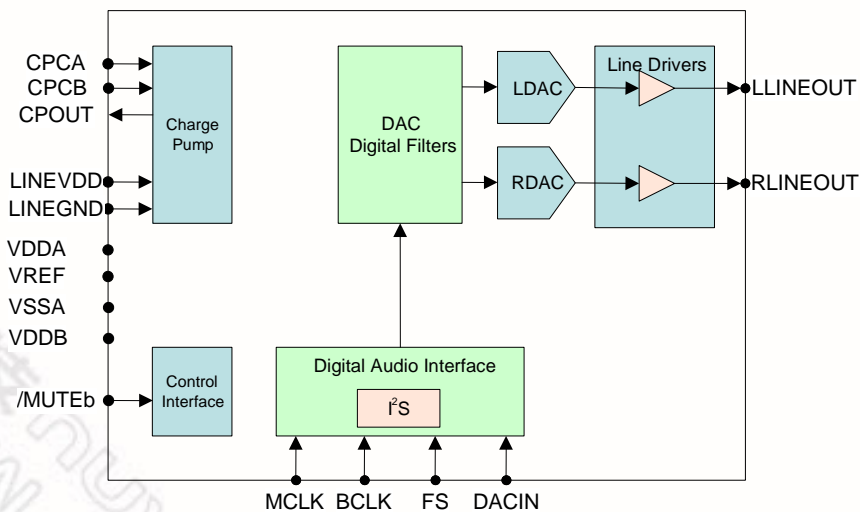 CPCA
CPCB
CPOUT
LINEVDD
LINEGND
VDDA
VREF
VSSA
VDDB
/MUTEb
Charge
Pump
Control
Interface
DAC
Digital Filters
LDAC
RDAC
Line Drivers
LLINEOUT
RLINEOUT
Digital Audio Interface
I²S
MCLK BCLK FS DACIN